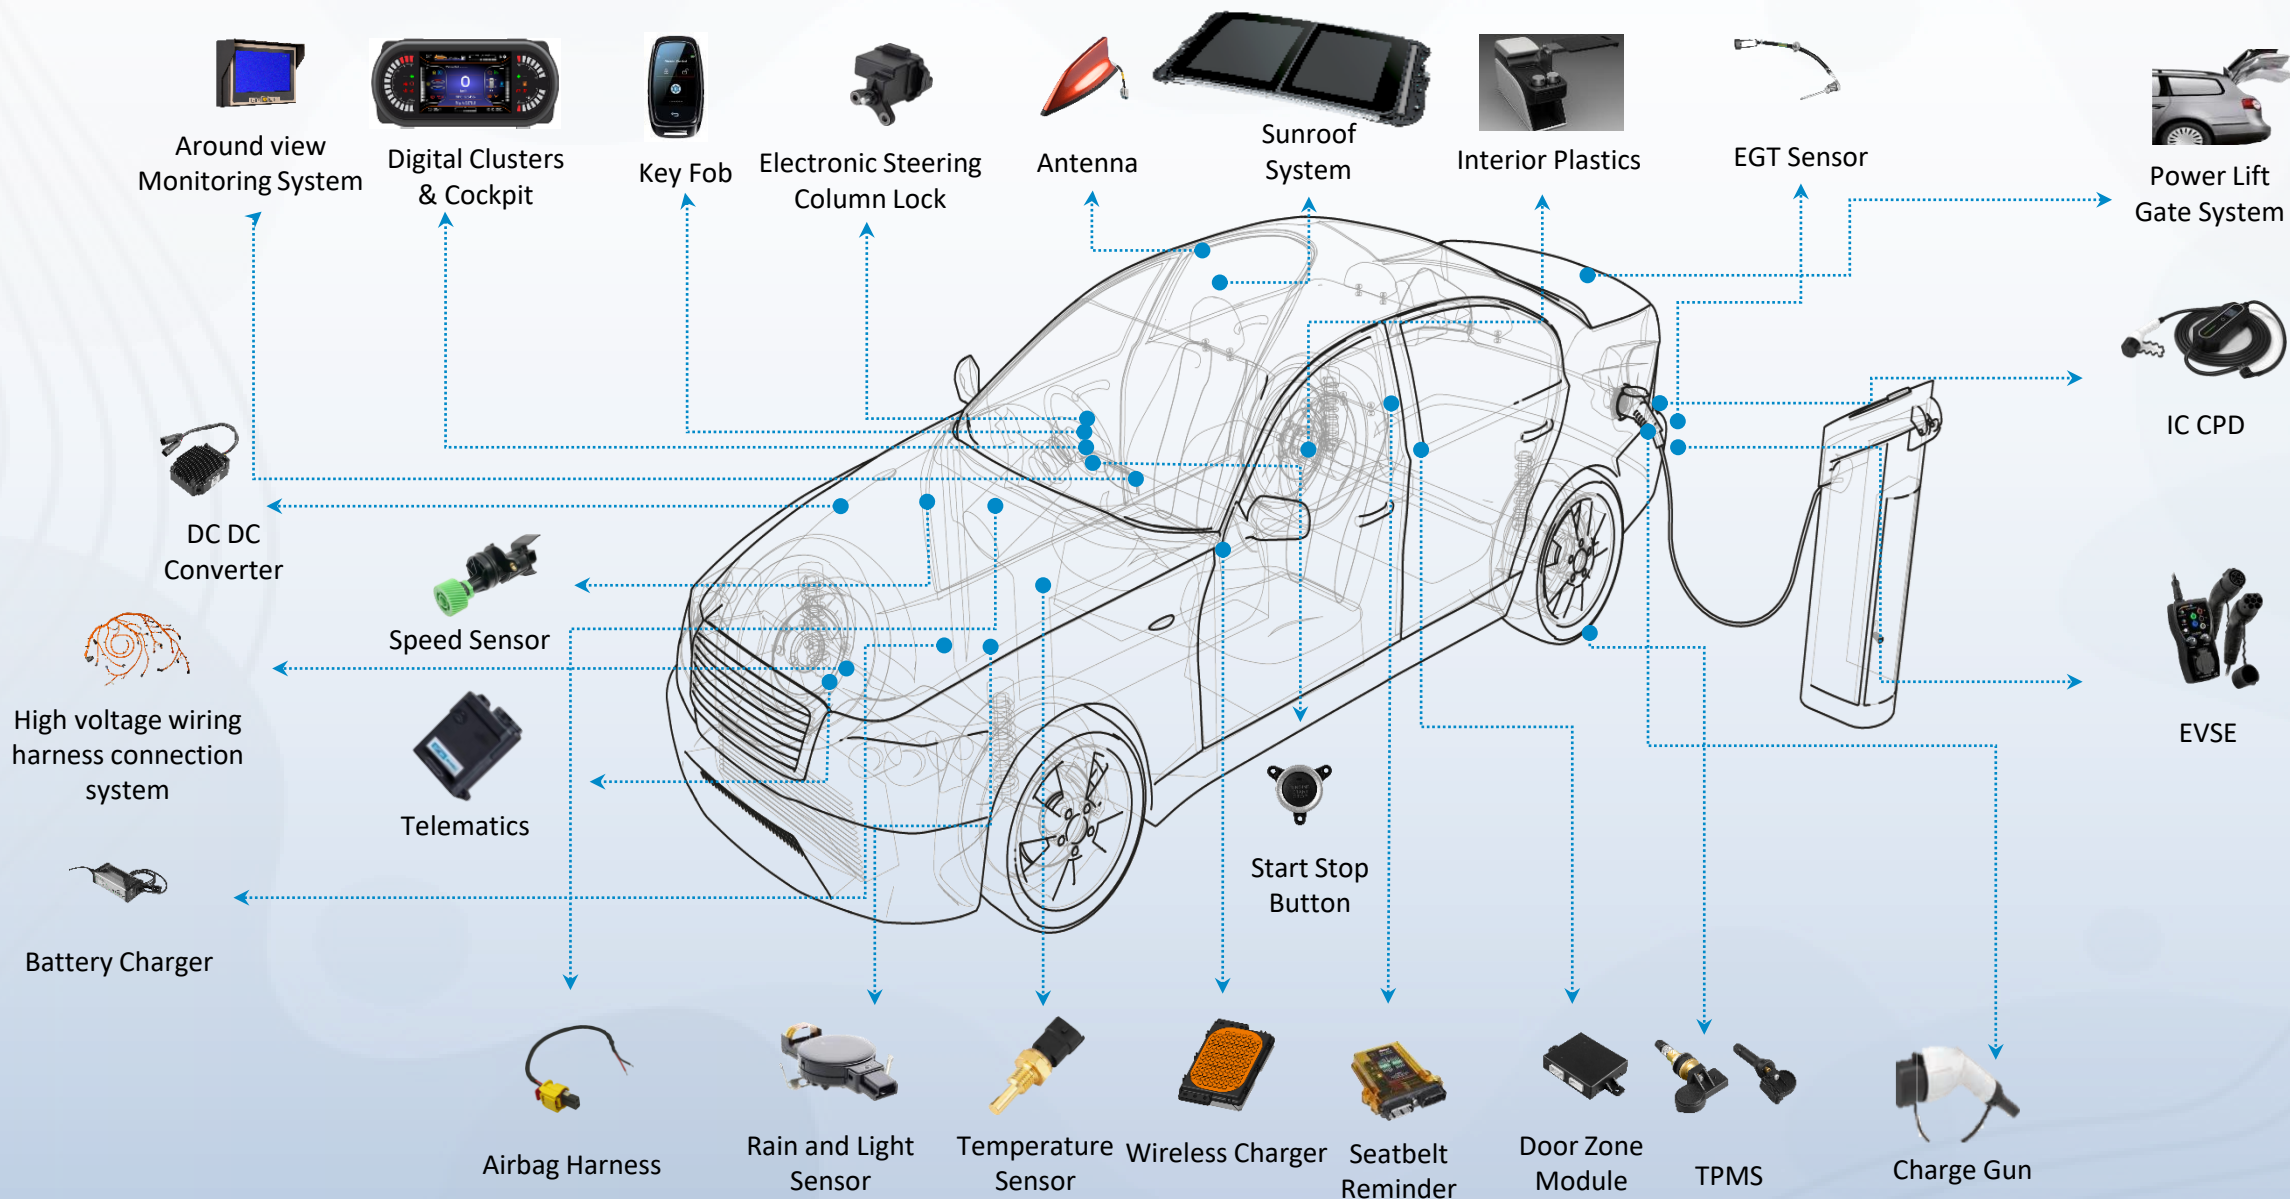 Around view
Monitoring System
Digital Clusters
& Cockpit
0
Key Fob
Electronic Steering
Column Lock
Antenna
Sunroof
System
Interior Plastics
EGT Sensor
Power Lift
Gate System
IC CPD
DC DC
Converter
Speed Sensor
High voltage wiring
harness connection
system
Telematics
EVSE
Start Stop
Button
Battery Charger
Airbag Harness
Rain and Light
Sensor
Temperature
Sensor
Wireless Charger
Seatbelt
Reminder
Door Zone
Module
TPMS
Charge Gun